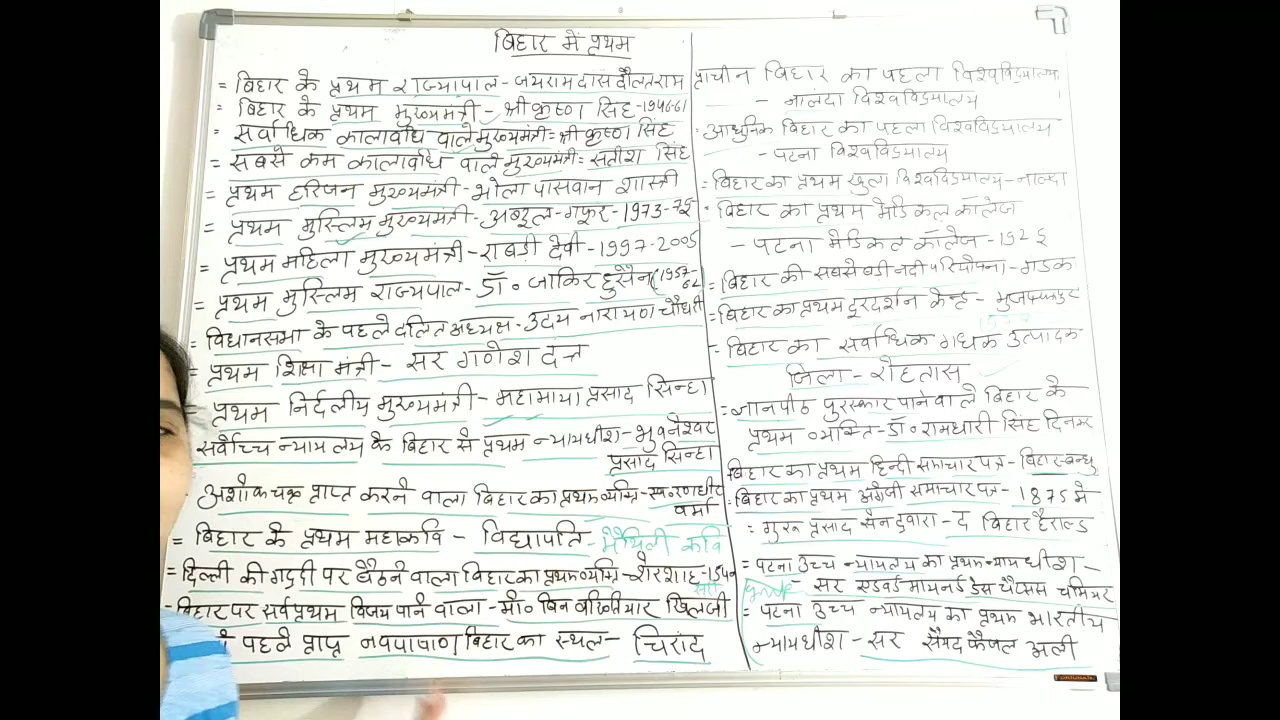 बिहार में प्रथम
= बिहार के प्रथम राज्यपाल - जयरामदास दौलतराम
= बिहार के प्रथम मुख्यमंत्री - श्री कृष्ण सिंह - 1946-61
= सर्वाधिक कालावधि वाले मुख्यमंत्री = श्री कृष्ण सिंह
= सबसे कम कालावधि वाले मुख्यमंत्री = सतीश सिंह
= प्रथम हरिजन मुख्यमंत्री - भोला पासवान शास्त्री
= प्रथम मुस्लिम मुख्यमंत्री - अब्दुल - गफूर - 1973-75ई
= प्रथम महिला मुख्यमंत्री - राबड़ी देवी - 1997-2005
= प्रथम मुस्लिम राज्यपाल - डॉ० जाकिर हुसैन (1957-62
= विधानसभा के पहले दलित अध्यक्ष - उदय नारायण चौधरी
= प्रथम शिक्षा मंत्री - सर गणेश दत्त
= प्रथम निर्दलीय मुख्यमंत्री - महामाया प्रसाद सिन्हा
सर्वोच्च न्यायलय के बिहार से प्रथम न्यायधीश - भुवनेश्वर
प्रसाद सिन्हा
अशोक चक्र प्राप्त करने वाला बिहार का प्रथम व्यक्ति - स्व० रणधीर
वर्मा
= बिहार के प्रथम महाकवि - विद्यापति - मैथिली कवि
= दिल्ली की गद्दी पर बैठने वाला बिहार का प्रथम व्यक्ति - शेरशाह - 1540
= बिहार पर सर्वप्रथम विजय पाने वाला - मो० बिन बख्तियार खिलजी
पहले प्राप्त नवपाषाण बिहार का स्थल - चिरांद
प्राचीन बिहार का पहला विश्वविद्यालय
- नालंदा विश्वविद्यालय
आधुनिक बिहार का पहला विश्वविद्यालय
- पटना विश्वविद्यालय
= बिहार का प्रथम खुला विश्वविद्यालय - नालंदा
बिहार का प्रथम मेडिकल कॉलेज
- पटना मेडिकल कॉलेज - 192
= बिहार की सबसे बड़ी नदी परियोजना - गंडक
= बिहार का प्रथम दूरदर्शन केन्द्र - मुजफ्फरपुर
= बिहार का सर्वाधिक गंधक उत्पादक
जिला - रोहतास
= ज्ञानपीठ पुरस्कार पाने वाले बिहार के
प्रथम व्यक्ति - डॉ० रामधारी सिंह दिनकर
बिहार का प्रथम हिन्दी समाचार पत्र - बिहार-बन्धु
= बिहार का प्रथम अंग्रेजी समाचार पत्र - 1875 में
= गुरु प्रसाद सेन द्वारा - द बिहार हैराल्ड
= पटना उच्च न्यायलय का प्रथम न्यायधीश -
- सर एडवर्ड मायनर्ड डेस चैम्पस चमियर
= पटना उच्च न्यायलय का प्रथम भारतीय
न्यायधीश - सर सैयद फैजल अली